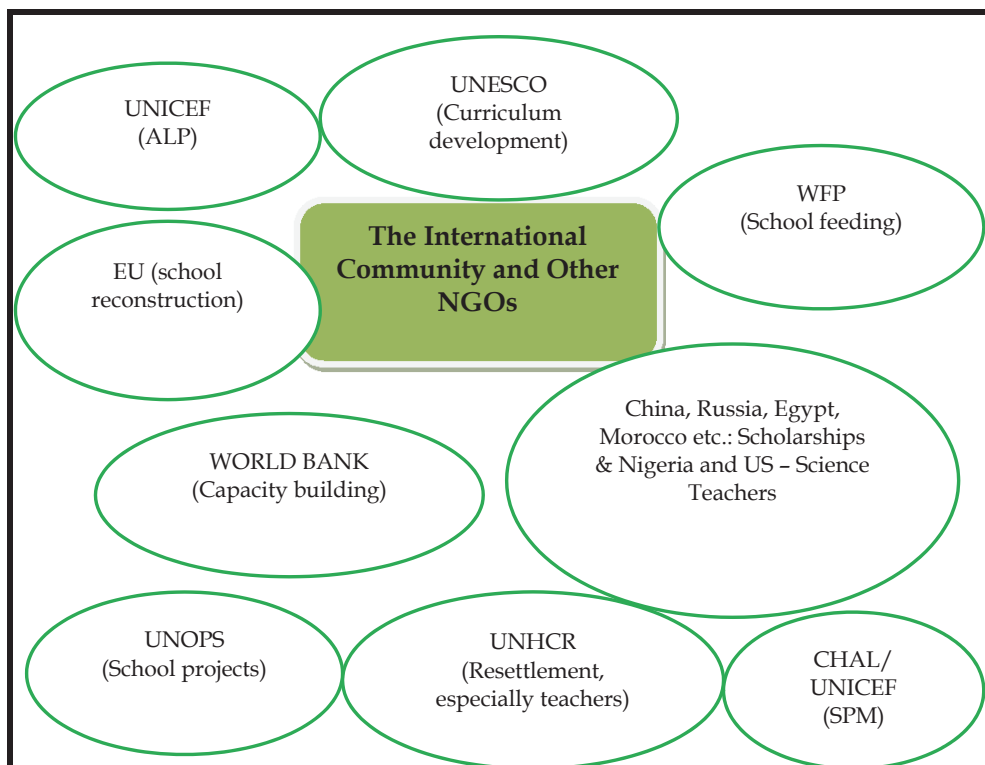 UNICEF
(ALP)
UNESCO
(Curriculum
development)
WFP
(School feeding)
The International
Community and Other
NGOs
EU (school
reconstruction)
China, Russia, Egypt,
Morocco etc.: Scholarships
& Nigeria and US – Science
Teachers
WORLD BANK
(Capacity building)
UNOPS
(School projects)
UNHCR
(Resettlement,
especially teachers)
CHAL/
UNICEF
(SPM)